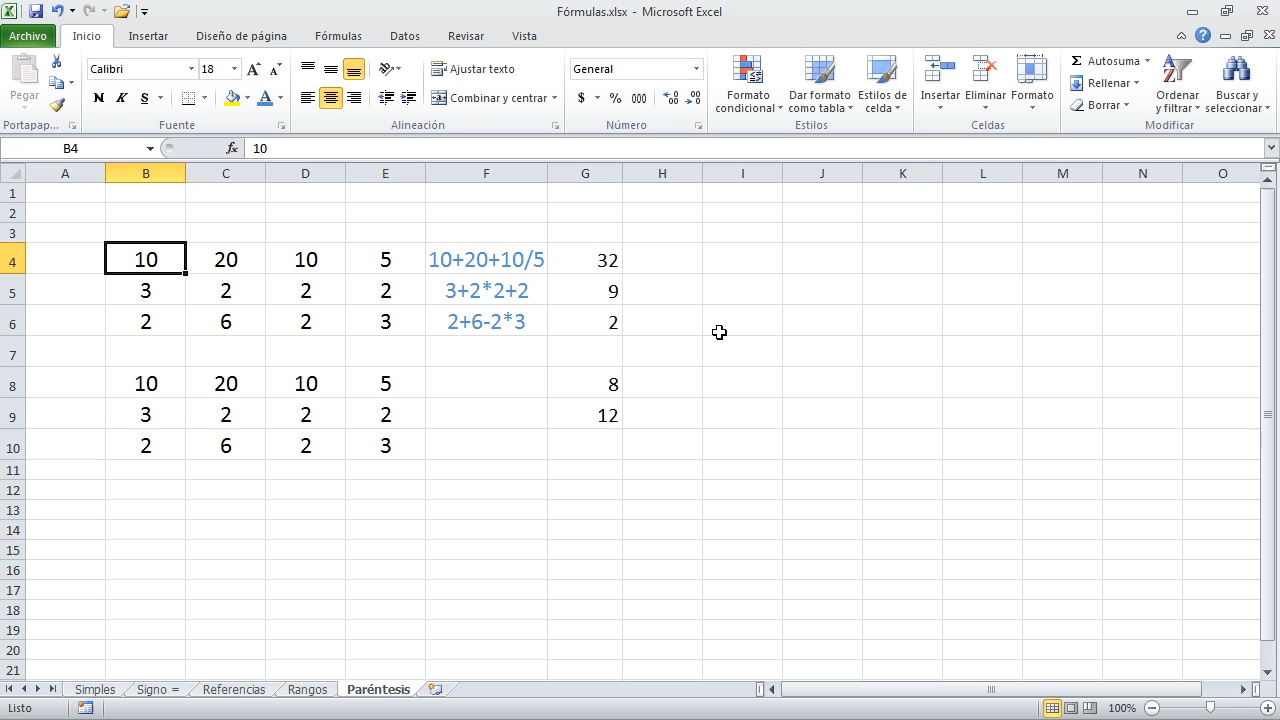 Fórmulas.xlsx - Microsoft Excel
Archivo Inicio Insertar Diseño de página Fórmulas Datos Revisar Vista
Pegar
Calibri 18
N K S
Ajustar texto
Combinar y centrar
General
$ % 000
Formato condicional
Dar formato como tabla
Estilos de celda
Insertar Eliminar Formato
Σ Autosuma
Rellenar
Borrar
Ordenar y filtrar
Buscar y seleccionar
Portapap... Fuente Alineación Número Estilos Celdas Modificar
B4 fx 10
A B C D E F G H I J K L M N O
1
2
3
4 10 20 10 5 10+20+10/5 32
5 3 2 2 2 3+2*2+2 9
6 2 6 2 3 2+6-2*3 2
7
8 10 20 10 5 8
9 3 2 2 2 12
10 2 6 2 3
11
12
13
14
15
16
17
18
19
20
21
Simples Signo = Referencias Rangos Paréntesis
Listo 100%